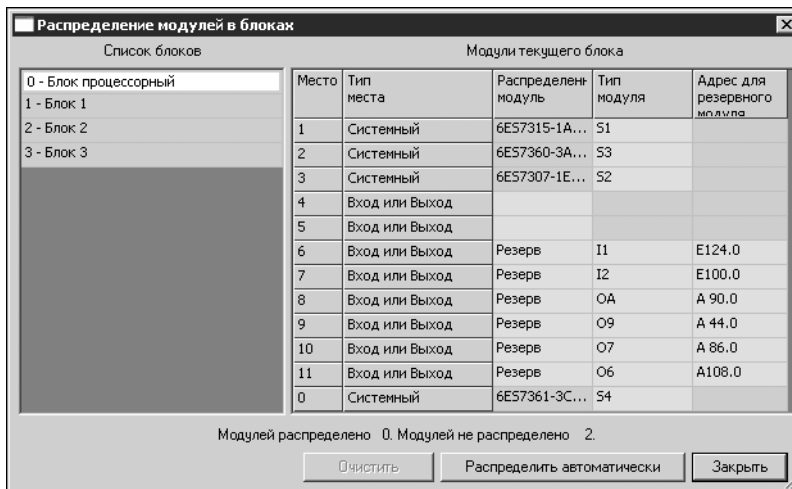 Распределение модулей в блоках
Список блоков
Модули текущего блока
0 - Блок процессорный
1 - Блок 1
2 - Блок 2
3 - Блок 3
Место Тип места Распределенн модуль Тип модуля Адрес для резервного модуля
1 Системный 6ES7315-1A... S1
2 Системный 6ES7360-3A... S3
3 Системный 6ES7307-1E... S2
4 Вход или Выход
5 Вход или Выход
6 Вход или Выход Резерв I1 E124.0
7 Вход или Выход Резерв I2 E100.0
8 Вход или Выход Резерв OA A 90.0
9 Вход или Выход Резерв O9 A 44.0
10 Вход или Выход Резерв O7 A 86.0
11 Вход или Выход Резерв O6 A108.0
0 Системный 6ES7361-3C... S4
Модулей распределено 0. Модулей не распределено 2.
Очистить Распределить автоматически Закрыть